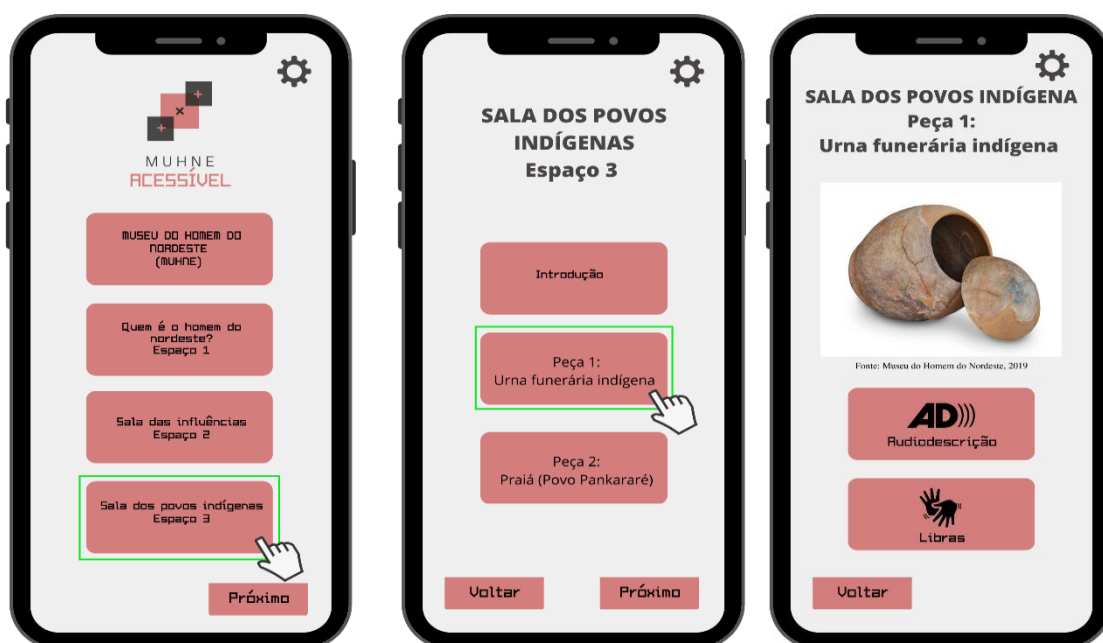 MUHNE
ACESSÍVEL
MUSEU DO HOMEM DO
NORDESTE
(MUHNE)
Quem é o homem do
nordeste?
Espaço 1
Sala das influências
Espaço 2
Sala dos povos indígenas
Espaço 3
Próximo
SALA DOS POVOS
INDÍGENAS
Espaço 3
Introdução
Peça 1:
Urna funerária indígena
Peça 2:
Praiá (Povo Pankararé)
Voltar
Próximo
SALA DOS POVOS INDÍGENA
Peça 1:
Urna funerária indígena
Fonte: Museu do Homem do Nordeste, 2019
AD
Audiodescrição
Libras
Voltar